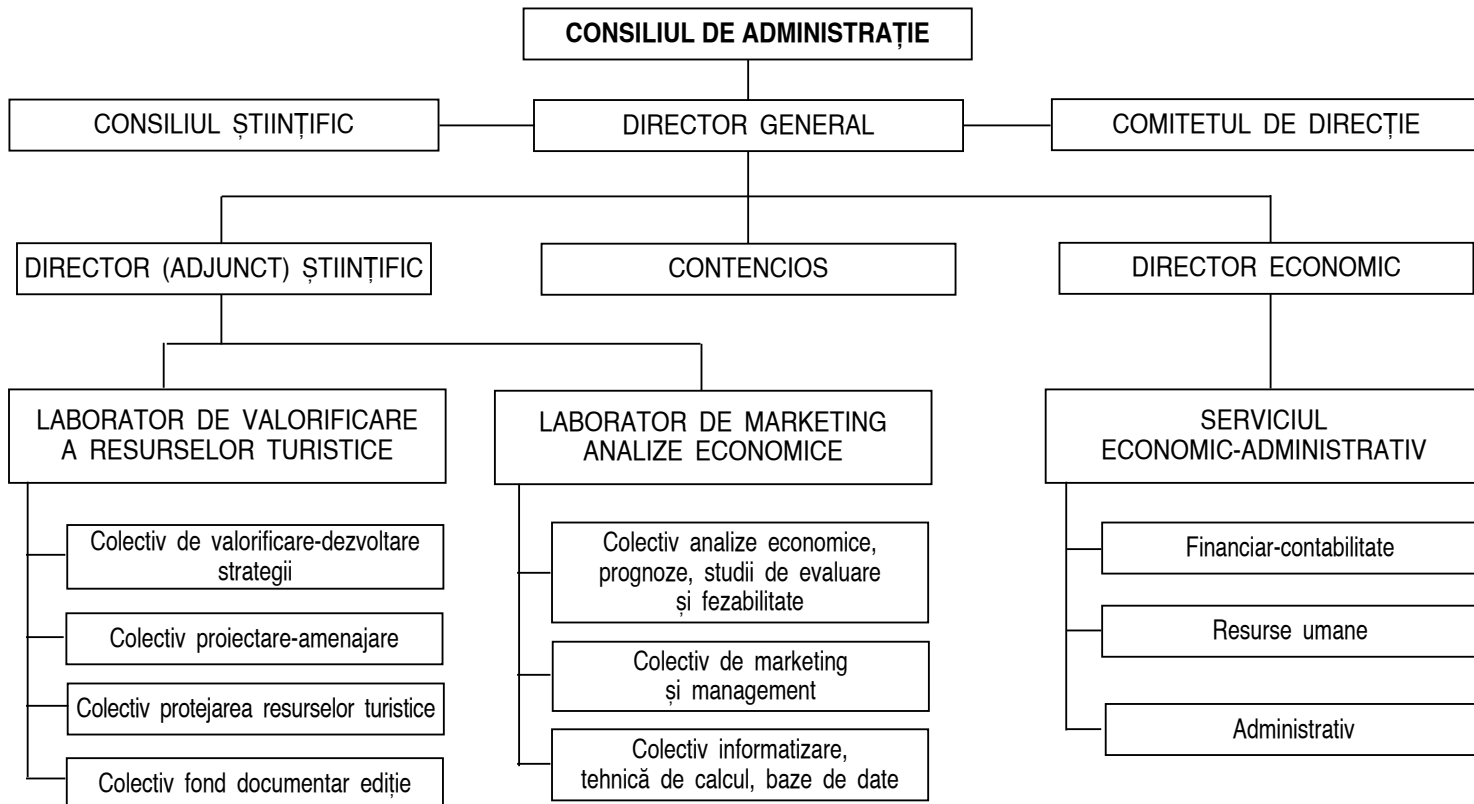 CONSILIUL DE ADMINISTRAȚIE
CONSILIUL ȘTIINȚIFIC
DIRECTOR GENERAL
COMITETUL DE DIRECȚIE
DIRECTOR (ADJUNCT) ȘTIINȚIFIC
CONTENCIOS
DIRECTOR ECONOMIC
LABORATOR DE VALORIFICARE
A RESURSELOR TURISTICE
LABORATOR DE MARKETING
ANALIZE ECONOMICE
SERVICIUL
ECONOMIC-ADMINISTRATIV
Colectiv de valorificare-dezvoltare
strategii
Colectiv proiectare-amenajare
Colectiv protejarea resurselor turistice
Colectiv fond documentar ediție
Colectiv analize economice,
prognoze, studii de evaluare
și fezabilitate
Colectiv de marketing
și management
Colectiv informatizare,
tehnică de calcul, baze de date
Financiar-contabilitate
Resurse umane
Administrativ